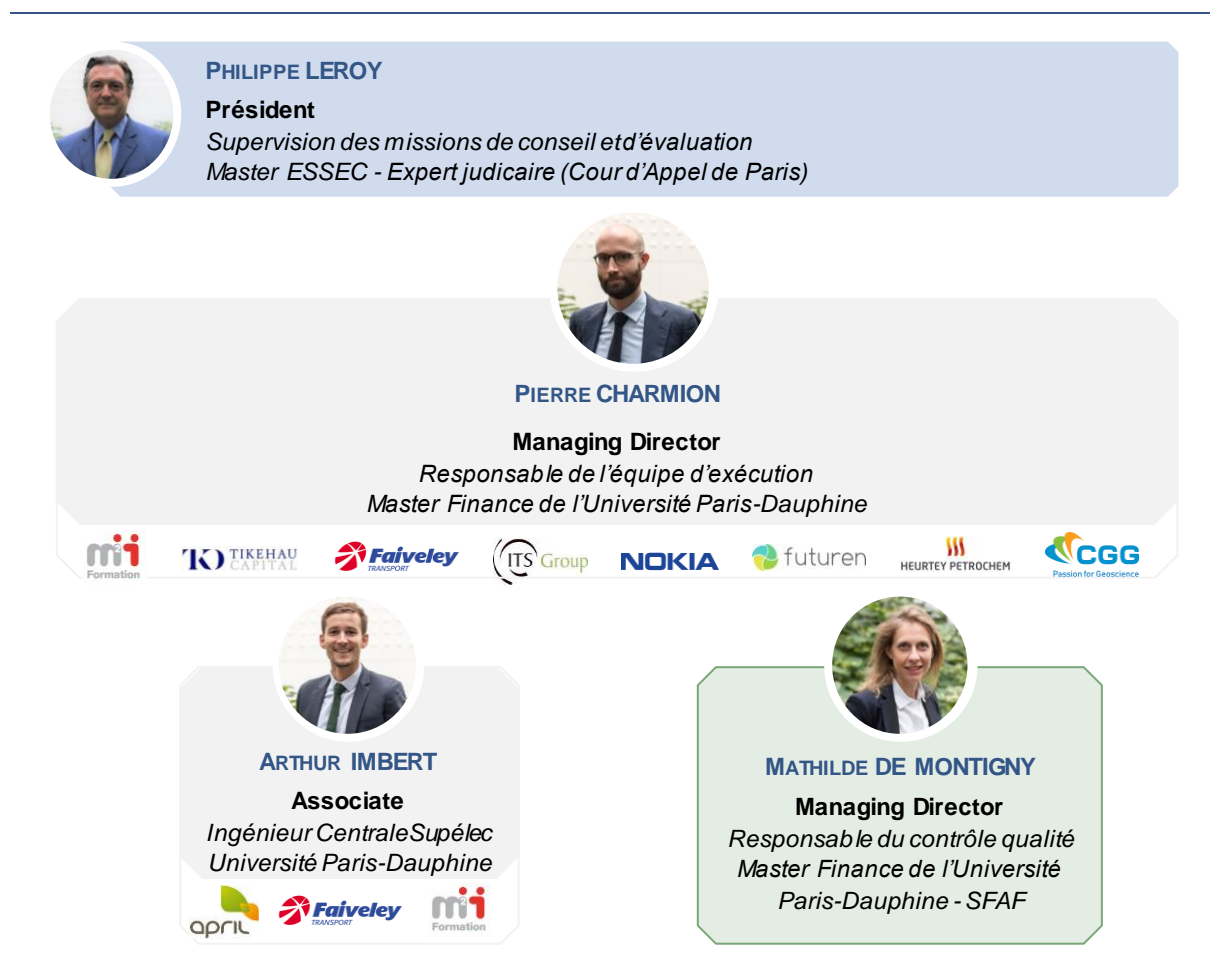 PHILIPPE LEROY
Président
Supervision des missions de conseil etd’évaluation
Master ESSEC - Expert judicaire (Cour d’Appel de Paris)
PIERRE CHARMION
Managing Director
Responsable de l’équipe d’exécution
Master Finance de l’Université Paris-Dauphine
m2i Formation
TIKEHAU CAPITAL
Faiveley TRANSPORT
ITS Group
NOKIA
futuren
HEURTEY PETROCHEM
CGG
Passion for Geoscience
ARTHUR IMBERT
Associate
Ingénieur CentraleSupélec
Université Paris-Dauphine
april
Faiveley TRANSPORT
m2i Formation
MATHILDE DE MONTIGNY
Managing Director
Responsable du contrôle qualité
Master Finance de l’Université
Paris-Dauphine - SFAF